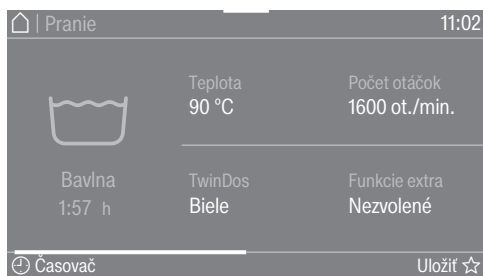 | Pranie 11:02
Teplota Počet otáčok
90 °C 1600 ot./min.
Bavlna TwinDos Funkcie extra
1:57 h Biele Nezvolené
Časovač Uložiť